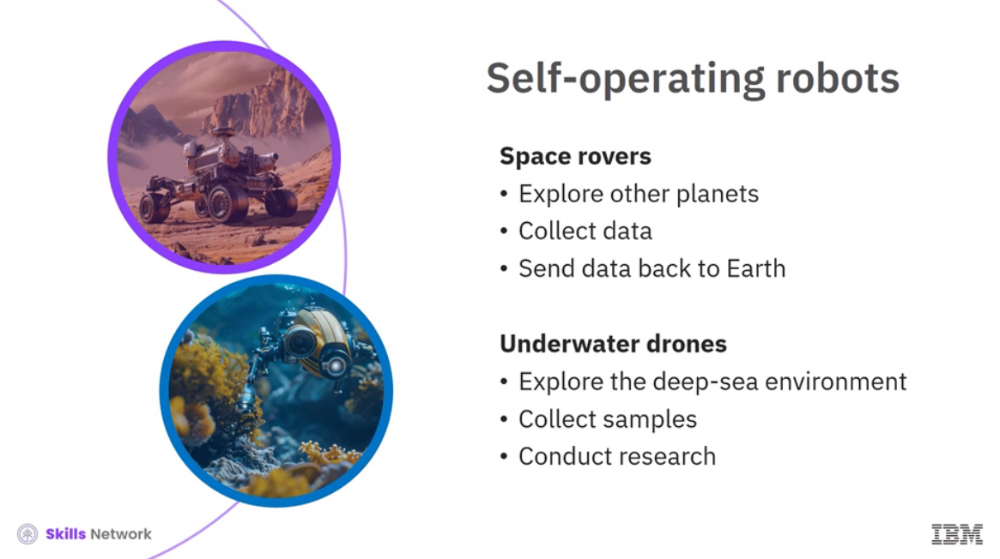 Self-operating robots
Space rovers
• Explore other planets
• Collect data
• Send data back to Earth
Underwater drones
• Explore the deep-sea environment
• Collect samples
• Conduct research
Skills Network
IBM